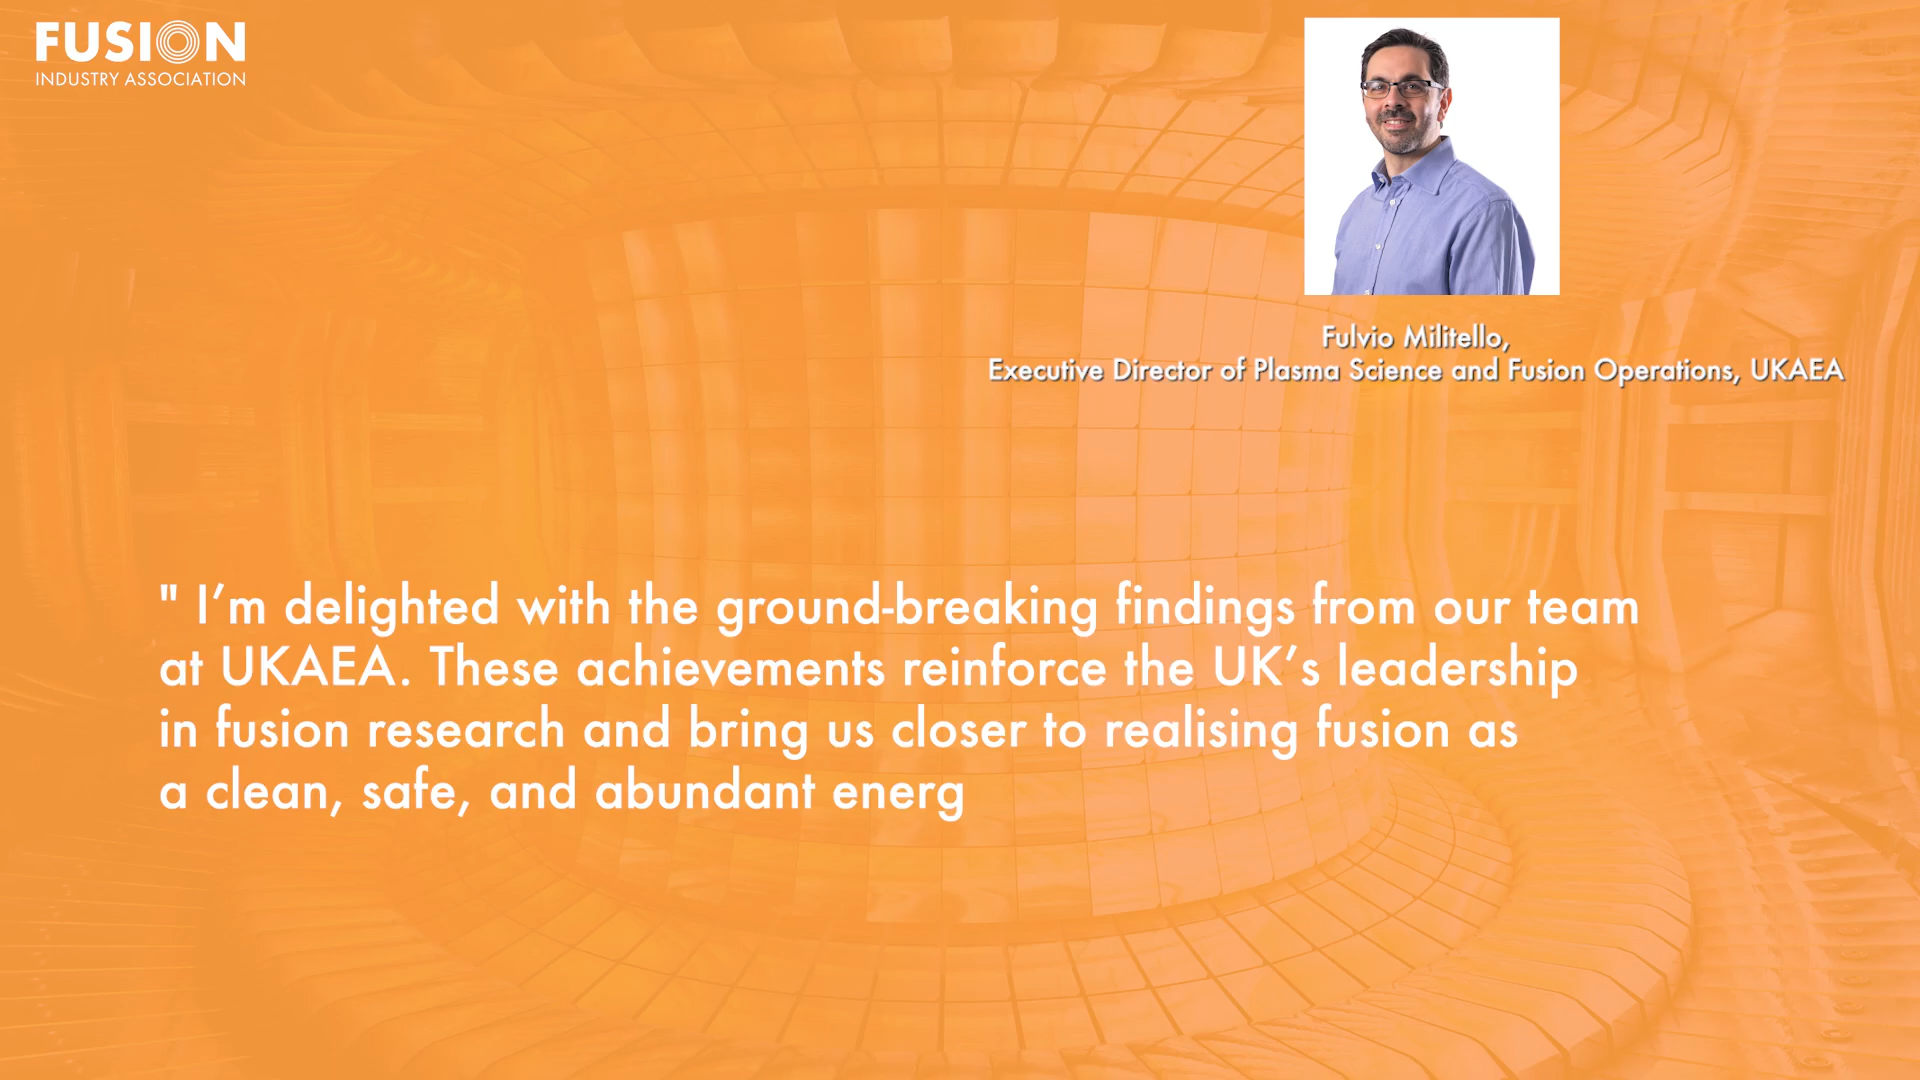 FUSION
INDUSTRY ASSOCIATION
Fulvio Militello,
Executive Director of Plasma Science and Fusion Operations, UKAEA
" I’m delighted with the ground-breaking findings from our team
at UKAEA. These achievements reinforce the UK’s leadership
in fusion research and bring us closer to realising fusion as
a clean, safe, and abundant energ